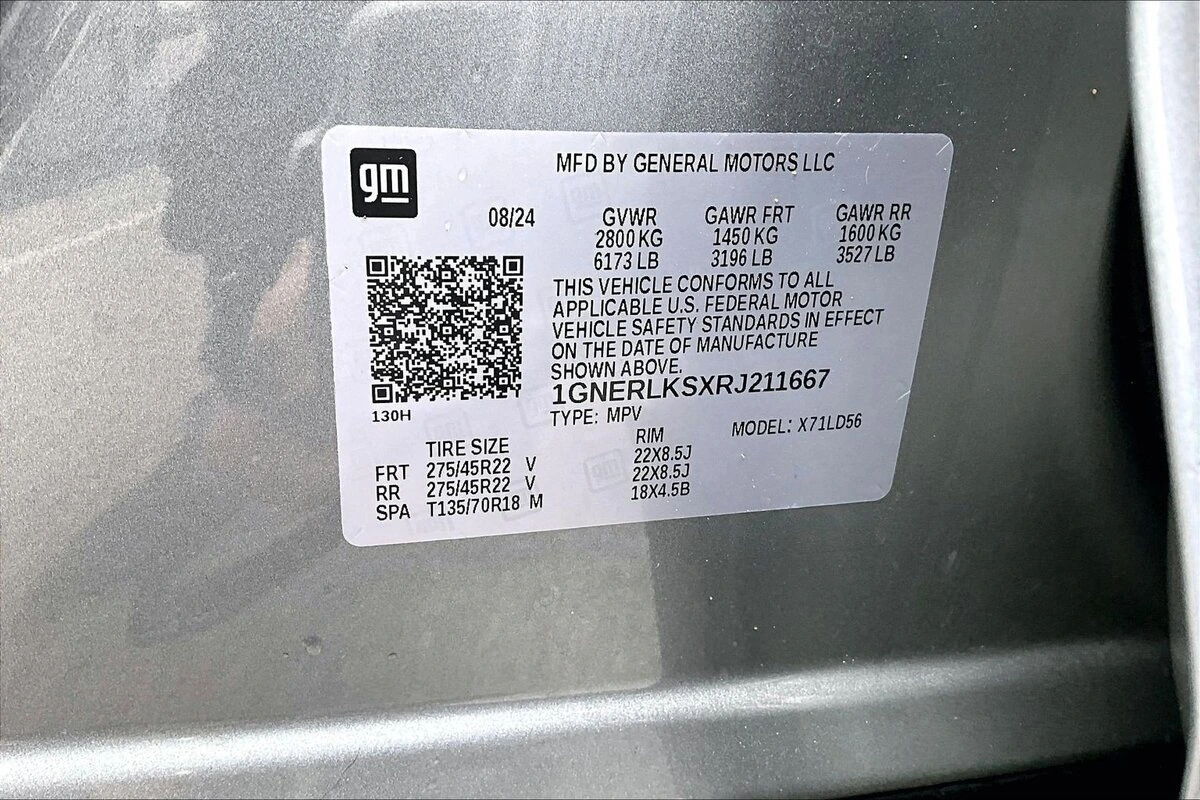 gm
MFD BY GENERAL MOTORS LLC
08/24 GVWR GAWR FRT GAWR RR
2800 KG 1450 KG 1600 KG
6173 LB 3196 LB 3527 LB
THIS VEHICLE CONFORMS TO ALL
APPLICABLE U.S. FEDERAL MOTOR
VEHICLE SAFETY STANDARDS IN EFFECT
ON THE DATE OF MANUFACTURE
SHOWN ABOVE.
1GNERLKSXRJ211667
130H
TYPE: MPV MODEL: X71LD56
TIRE SIZE RIM
FRT 275/45R22 V 22X8.5J
RR 275/45R22 V 22X8.5J
SPA T135/70R18 M 18X4.5B